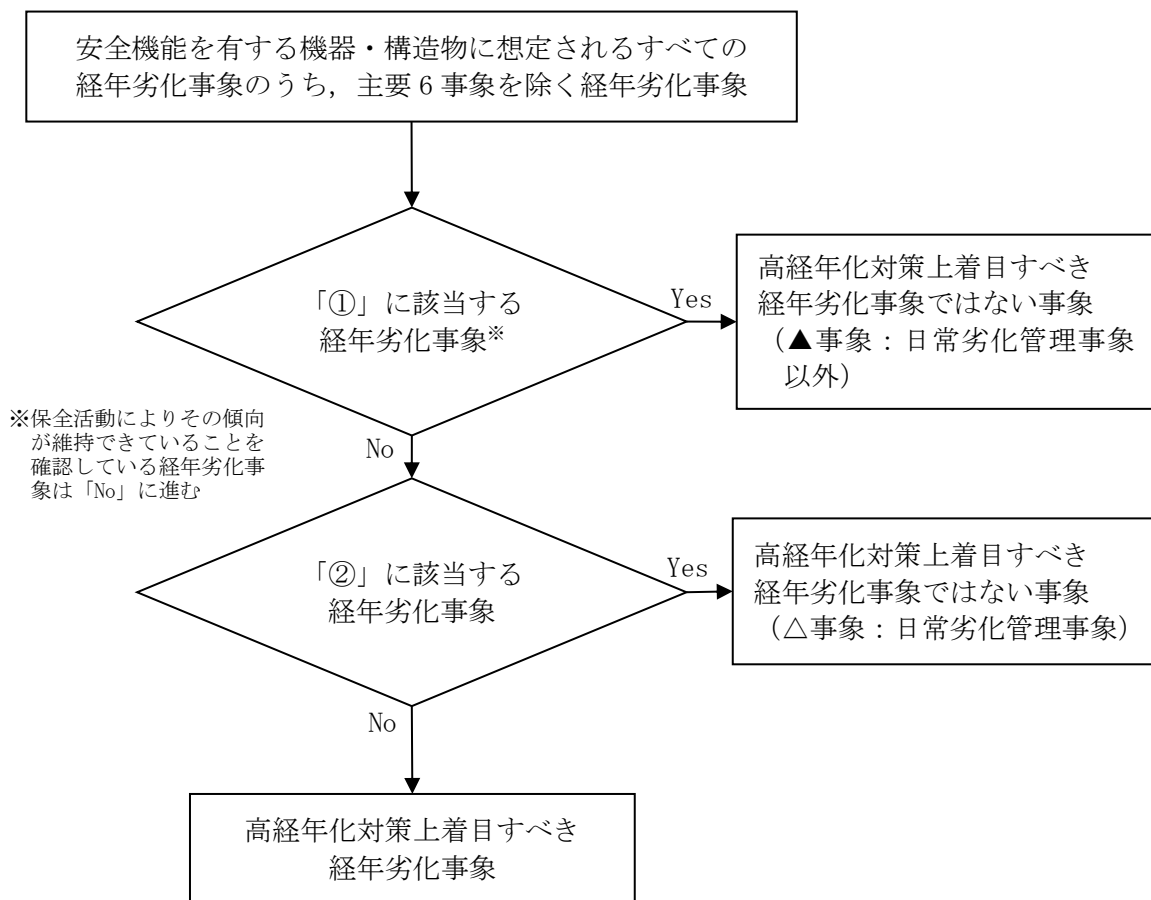 安全機能を有する機器・構造物に想定されるすべての
経年劣化事象のうち，主要 6 事象を除く経年劣化事象
「①」に該当する
経年劣化事象※
Yes
高経年化対策上着目すべき
経年劣化事象ではない事象
（▲事象：日常劣化管理事象
以外）
※保全活動によりその傾向
が維持できていることを
確認している経年劣化事
象は「No」に進む
No
「②」に該当する
経年劣化事象
Yes
高経年化対策上着目すべき
経年劣化事象ではない事象
（△事象：日常劣化管理事象）
No
高経年化対策上着目すべき
経年劣化事象